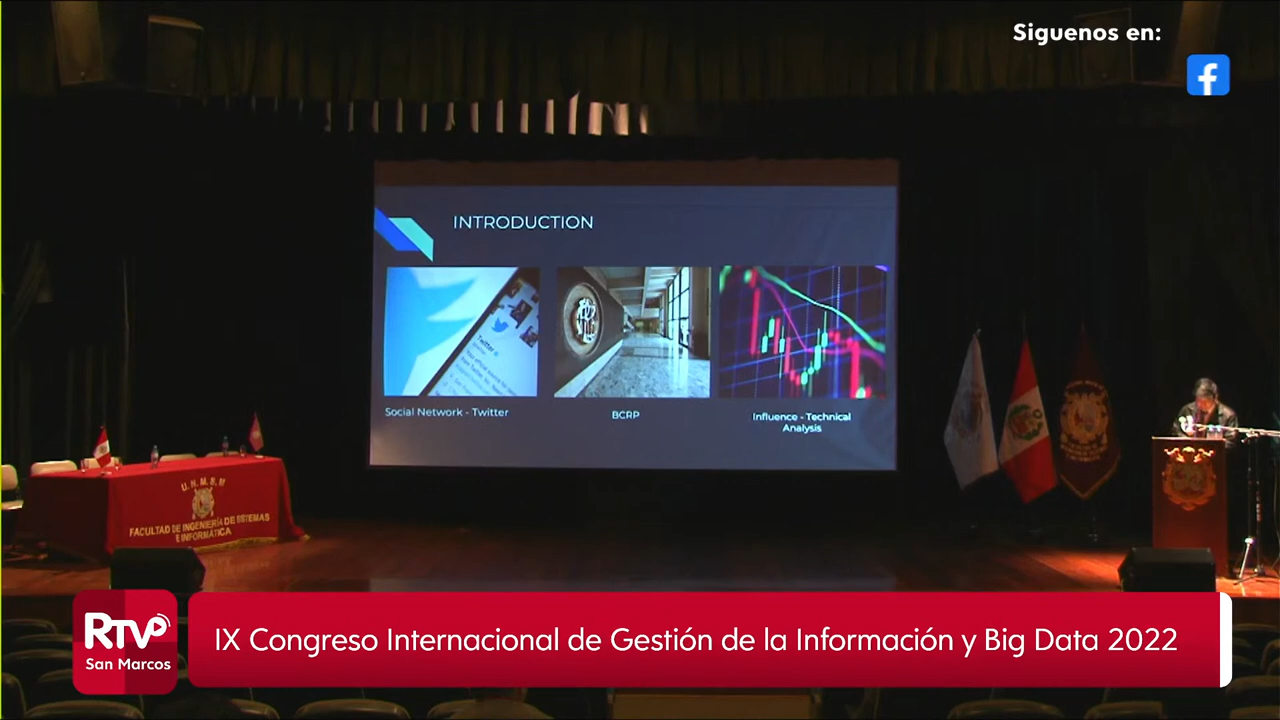 Siguenos en:
INTRODUCTION
Twitter
Social Network - Twitter
BCRP
Influence - Technical
Analysis
U.N.M.S.M
FACULTAD DE INGENIERÍA DE SISTEMAS
E INFORMÁTICA
RTV
San Marcos
IX Congreso Internacional de Gestión de la Información y Big Data 2022